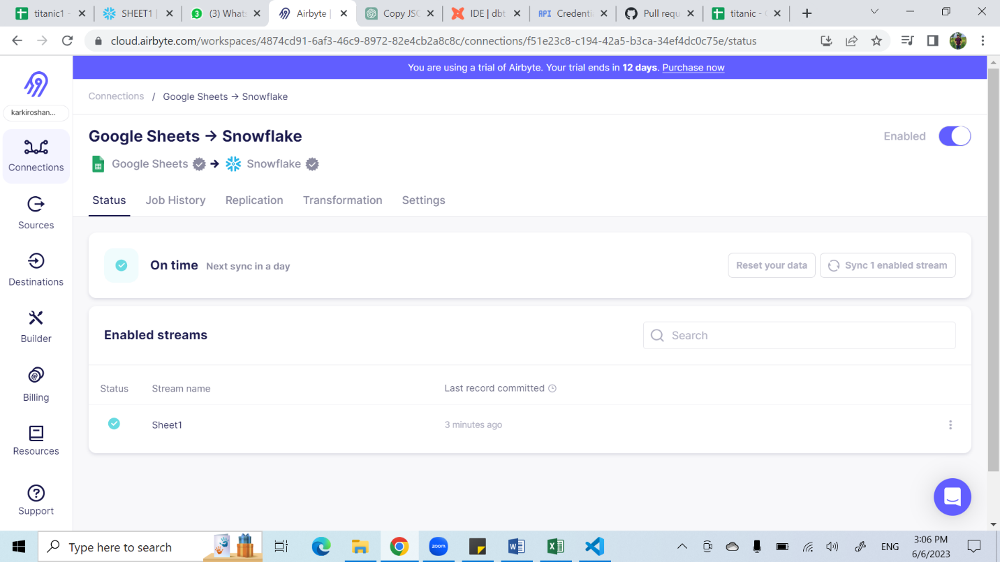 titanic1 -
SHEET1 |
(3) Whats
Airbyte |
Copy JSO
IDE | dbt
API Credenti
Pull requ
titanic - G
cloud.airbyte.com/workspaces/4874cd91-6af3-46c9-8972-82e4cb2a8c8c/connections/f51e23c8-c194-42a5-b3ca-34ef4dc0c75e/status
You are using a trial of Airbyte. Your trial ends in 12 days. Purchase now
karkiroshan...
Connections
Sources
Destinations
Builder
Billing
Resources
Support
Connections / Google Sheets → Snowflake
Google Sheets → Snowflake
Enabled
Google Sheets → Snowflake
Status Job History Replication Transformation Settings
On time Next sync in a day
Reset your data Sync 1 enabled stream
Enabled streams
Search
Status Stream name Last record committed
Sheet1 3 minutes ago
Type here to search
zoom
ENG
3:06 PM
6/6/2023